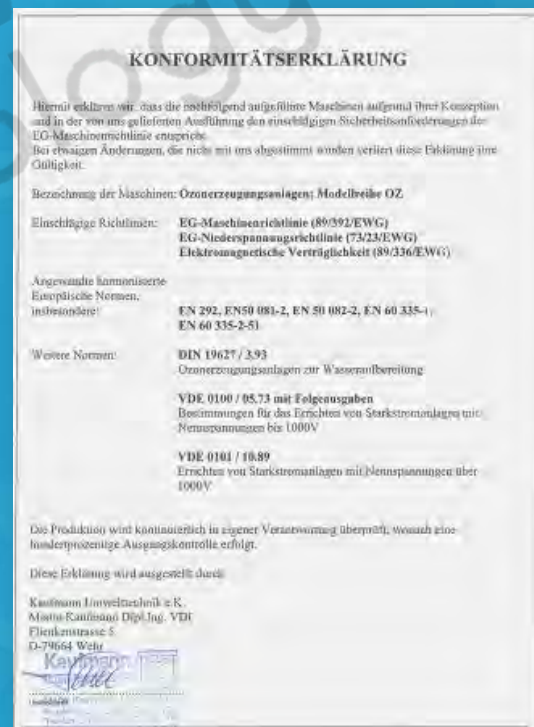 ology
KONFORMITÄTSERKLÄRUNG
Hiermit erklären wir, dass die nachfolgend aufgeführte Maschinen aufgrund ihrer Konzeption
und in der von uns gelieferten Ausführung den einschlägigen Sicherheitsanforderungen der
EG-Maschinenrichtlinie entspricht.
Bei etwaigen Änderungen, die nicht mit uns abgestimmt wurden verliert diese Erklärung ihre
Gültigkeit.
Bezeichnung der Maschinen: Ozonerzeugungsanlagen; Modellreihe OZ
Einschlägige Richtlinien: EG-Maschinenrichtlinie (89/392/EWG)
EG-Niederspannungsrichtlinie (73/23/EWG)
Elektromagnetische Verträglichkeit (89/336/EWG)
Angewandte harmonisierte
Europäische Normen,
insbesondere: EN 292, EN50 081-2, EN 50 082-2, EN 60 335-1,
EN 60 335-2-51
Weitere Normen: DIN 19627 / 3.93
Ozonerzeugungsanlagen zur Wasseraufbereitung
VDE 0100 / 05.73 mit Folgeausgaben
Bestimmungen für das Errichten von Starkstromanlagen mit
Nennspannungen bis 1000V
VDE 0101 / 10.89
Errichten von Starkstromanlagen mit Nennspannungen über
1000V
Die Produktion wird kontinuierlich in eigener Verantwortung überprüft, wonach eine
hundertprozentige Ausgangskontrolle erfolgt.
Diese Erklärung wird ausgestellt durch
Kaufmann Umwelttechnik e.K.
Martin Kaufmann Dipl.Ing. VDI
Flienkenstrasse 5
D-79664 Wehr
Kaufmann